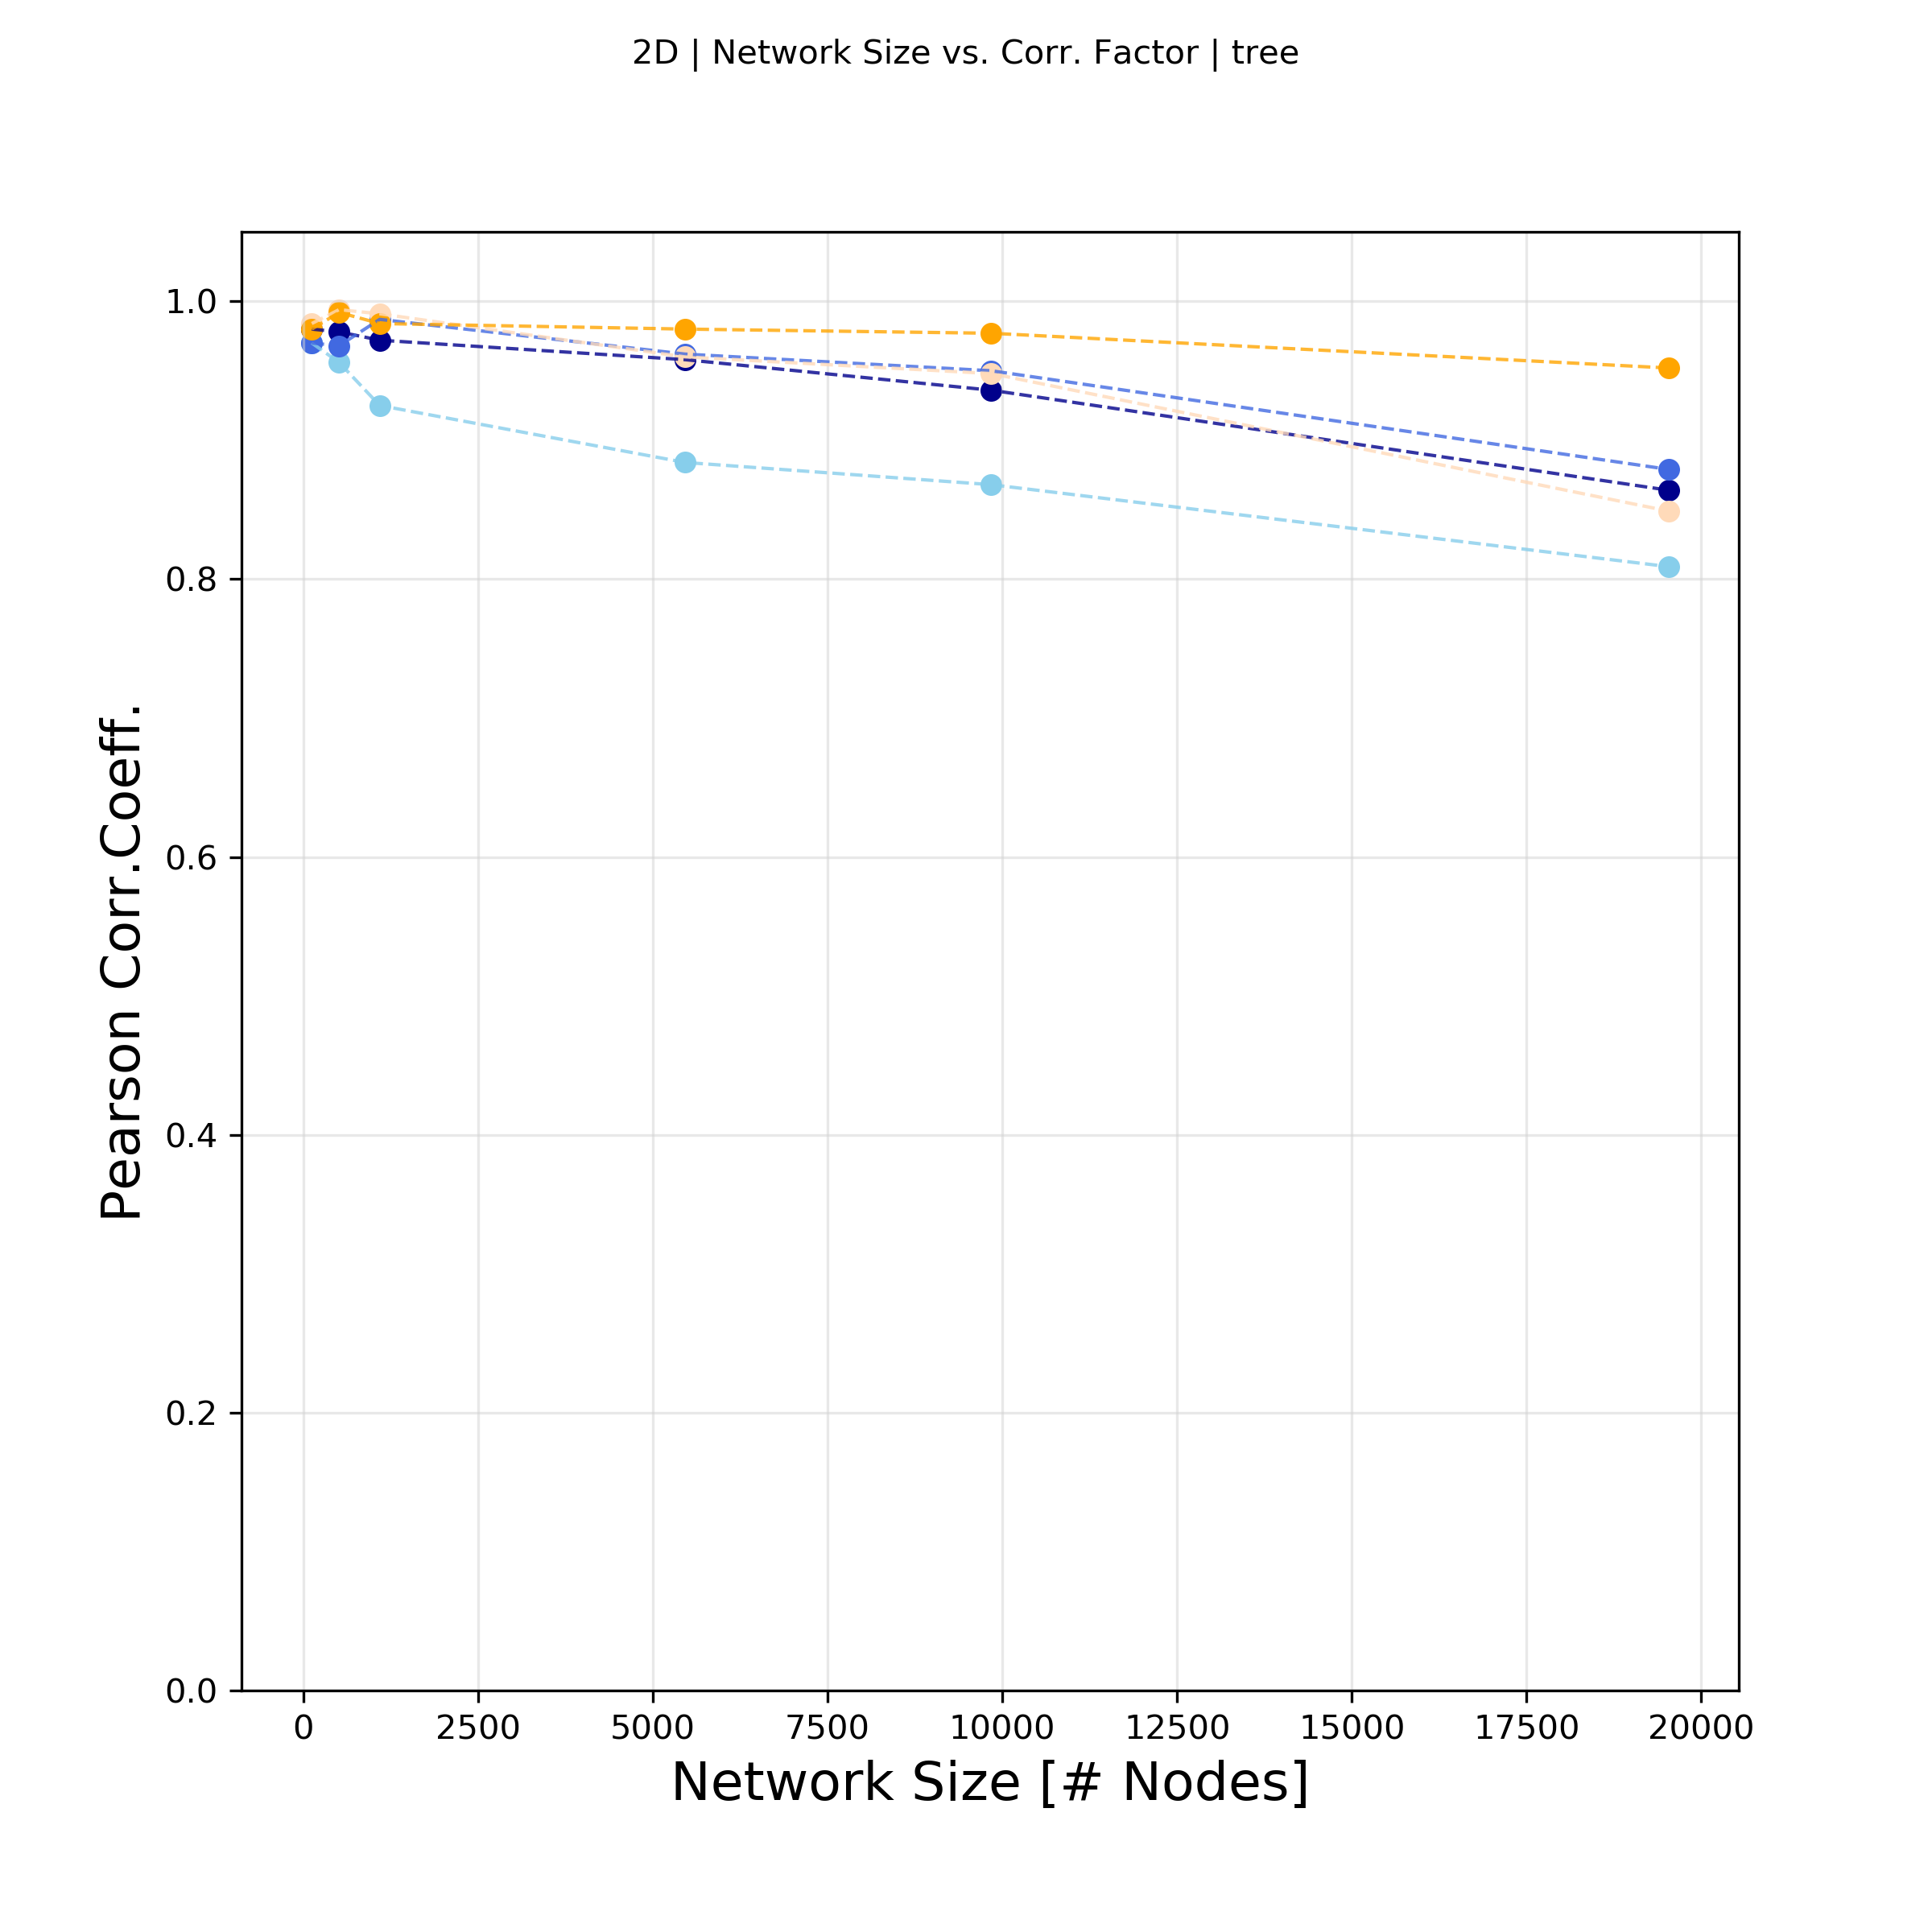 2D | Network Size vs. Corr. Factor | tree
1.0
0.8
0.6
0.4
0.2
0.0
Pearson Corr.Coeff.
0 2500 5000 7500 10000 12500 15000 17500 20000
Network Size [# Nodes]